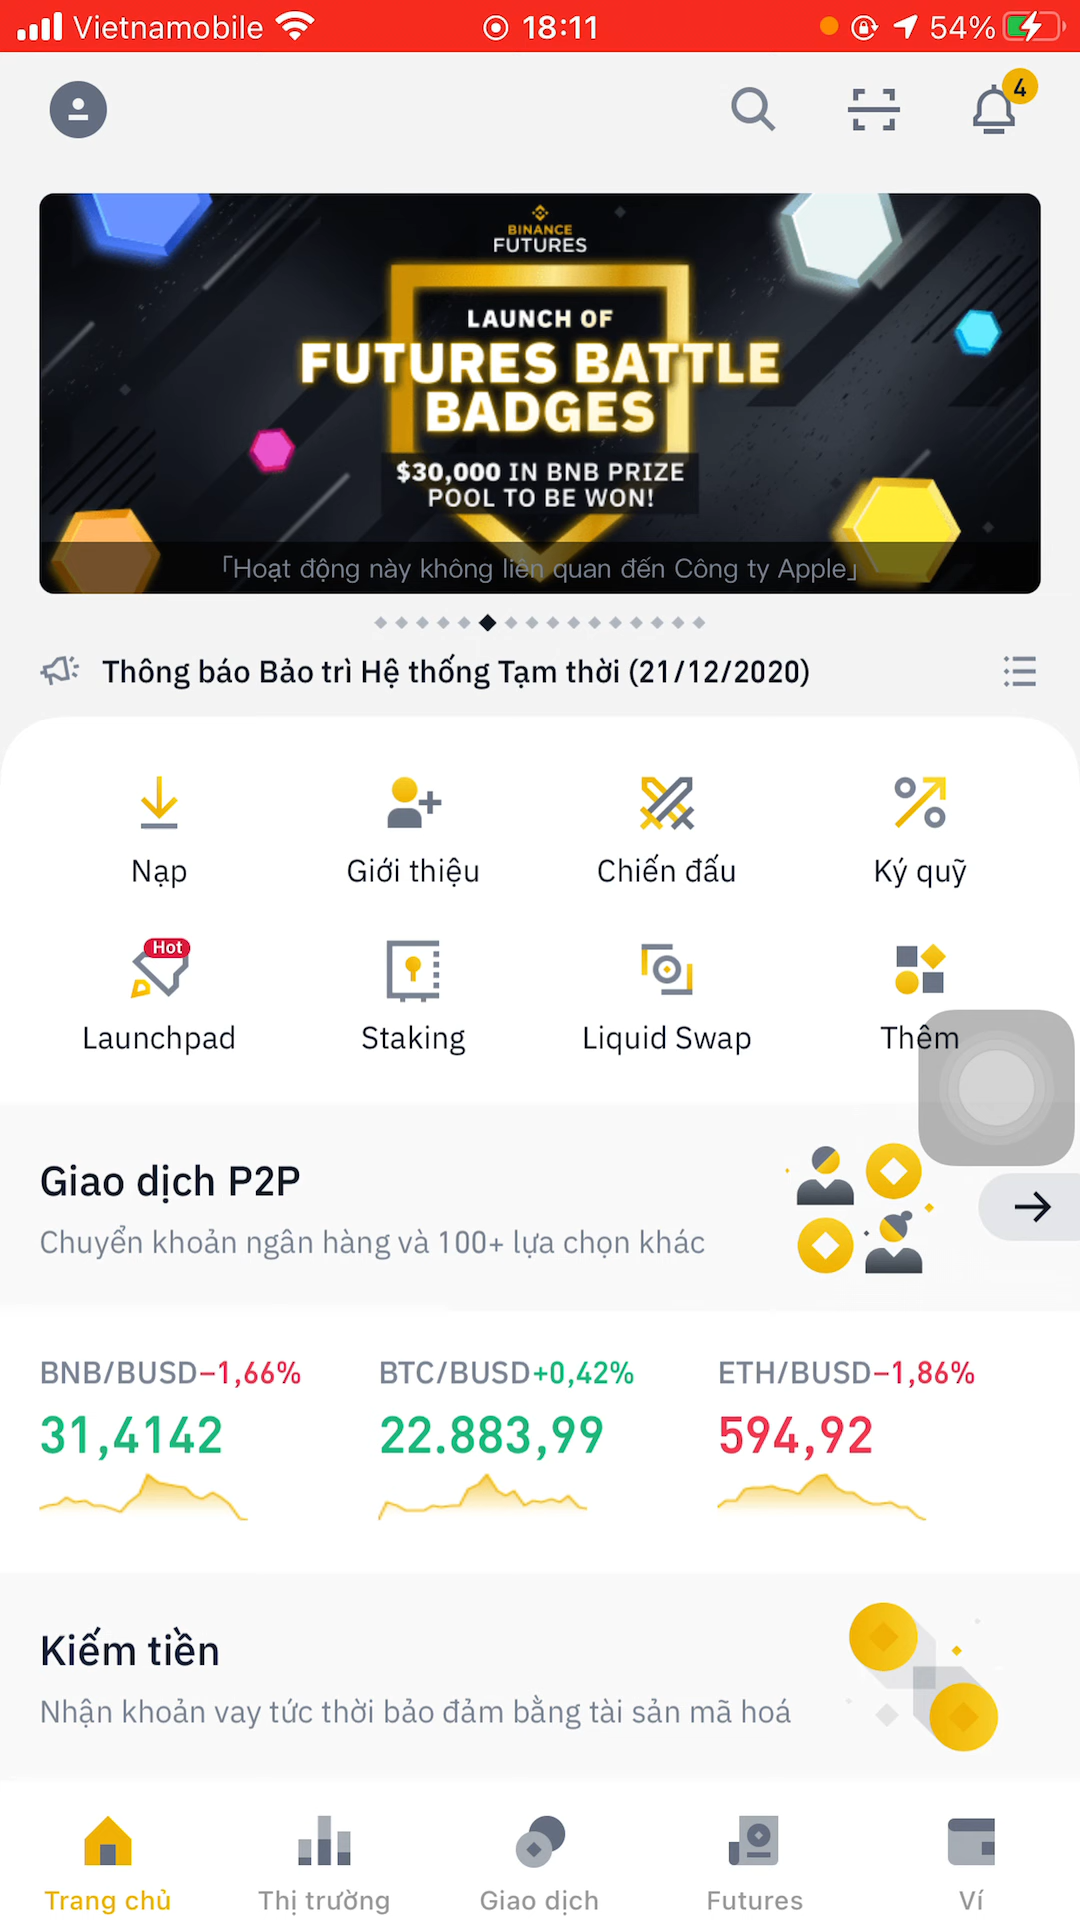 Vietnamobile 18:11 54%
4
BINANCE
FUTURES
LAUNCH OF
FUTURES BATTLE
BADGES
$30,000 IN BNB PRIZE
POOL TO BE WON!
「Hoạt động này không liên quan đến Công ty Apple」
Thông báo Bảo trì Hệ thống Tạm thời (21/12/2020)
Nạp Giới thiệu Chiến đấu Ký quỹ
Hot
Launchpad Staking Liquid Swap Thêm
Giao dịch P2P
Chuyển khoản ngân hàng và 100+ lựa chọn khác
BNB/BUSD-1,66% BTC/BUSD+0,42% ETH/BUSD-1,86%
31,4142 22.883,99 594,92
Kiếm tiền
Nhận khoản vay tức thời bảo đảm bằng tài sản mã hoá
Trang chủ Thị trường Giao dịch Futures Ví